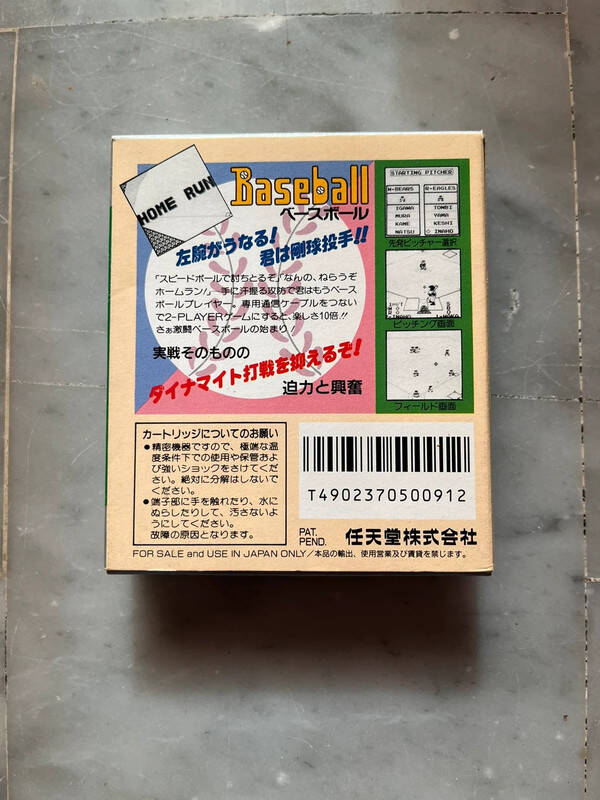 HOME RUN
Baseball
ベースボール
左腕がうなる!
君は剛球投手!!
「スピードボールで討ちとるぞ」「なんの、ねらうぞ
ホームラン!」手に汗握る攻防で君はもうベース
ボールプレイヤー。専用通信ケーブルをつない
で2-PLAYERゲームにすると、楽しさ10倍!!
さぁ激闘ベースボールの始まり!
実戦そのものの
ダイナマイト打戦を抑えるぞ!
迫力と興奮
STARTING PITCHER
W-BEARS R-EAGLES
IGAWA TONBI
MURA YAMA
KANE KESHI
NATSU INAHO
先発ピッチャー選択
ピッチング画面
フィールド画面
カートリッジについてのお願い
●精密機器ですので、極端な温
度条件下での使用や保管およ
び強いショックをさけてくだ
さい。絶対に分解はしないで
ください。
●端子部に手を触れたり、水に
ぬらしたりして、汚さないよ
うにしてください。
故障の原因となります。
T4902370500912
PAT.
PEND.
任天堂株式会社
FOR SALE and USE IN JAPAN ONLY/本品の輸出、使用営業及び賃貸を禁じます。